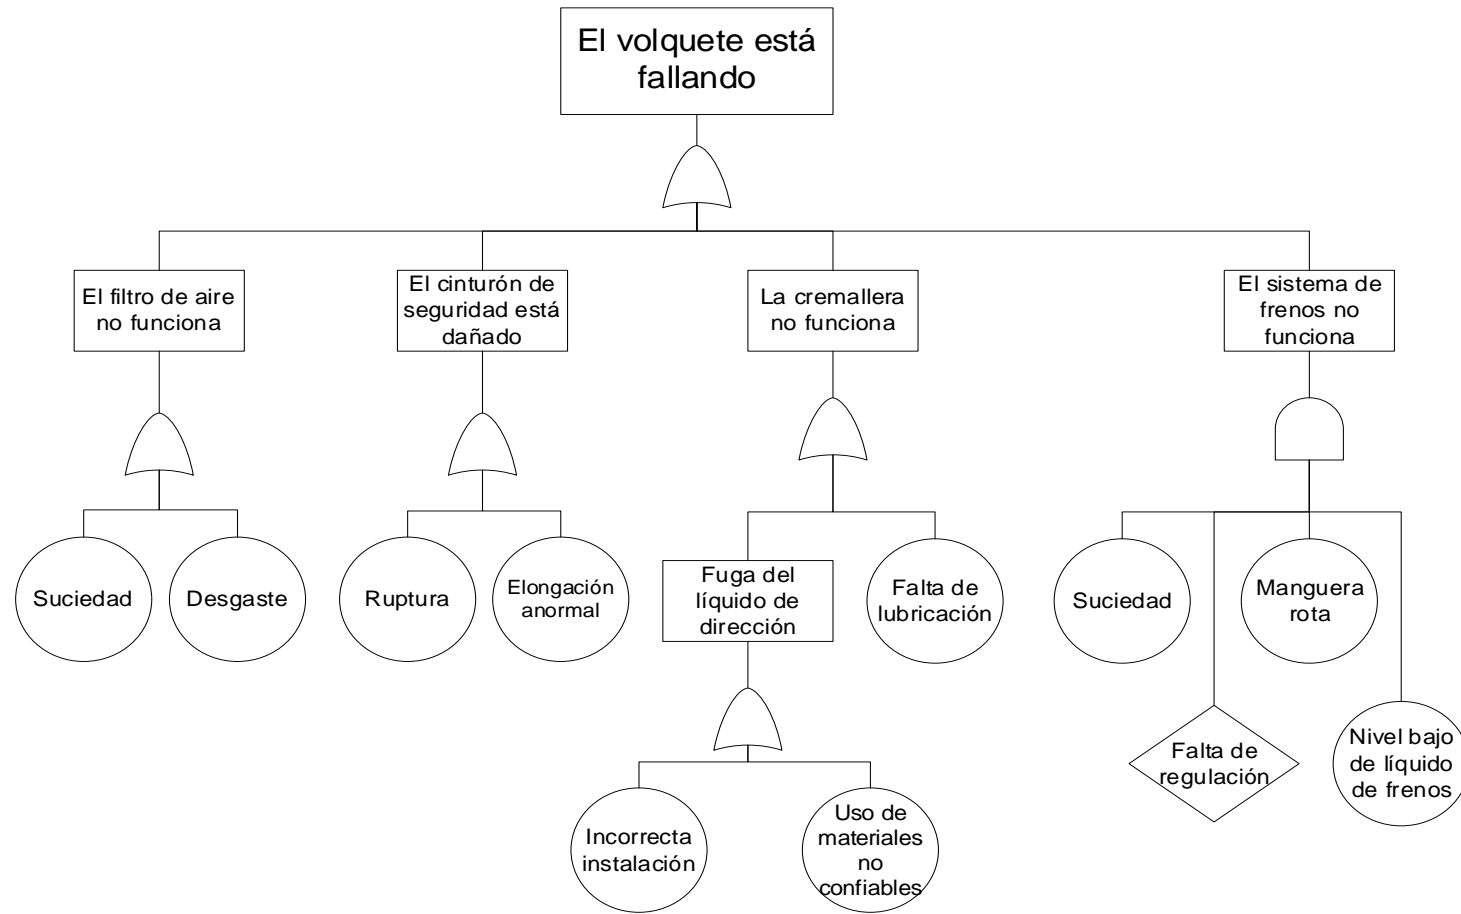 El volquete está
fallando
El filtro de aire
no funciona
El cinturón de
seguridad está
dañado
La cremallera
no funciona
El sistema de
frenos no
funciona
Suciedad
Desgaste
Ruptura
Elongación
anormal
Fuga del
líquido de
dirección
Falta de
lubricación
Suciedad
Manguera
rota
Falta de
regulación
Nivel bajo
de líquido
de frenos
Incorrecta
instalación
Uso de
materiales
no
confiables